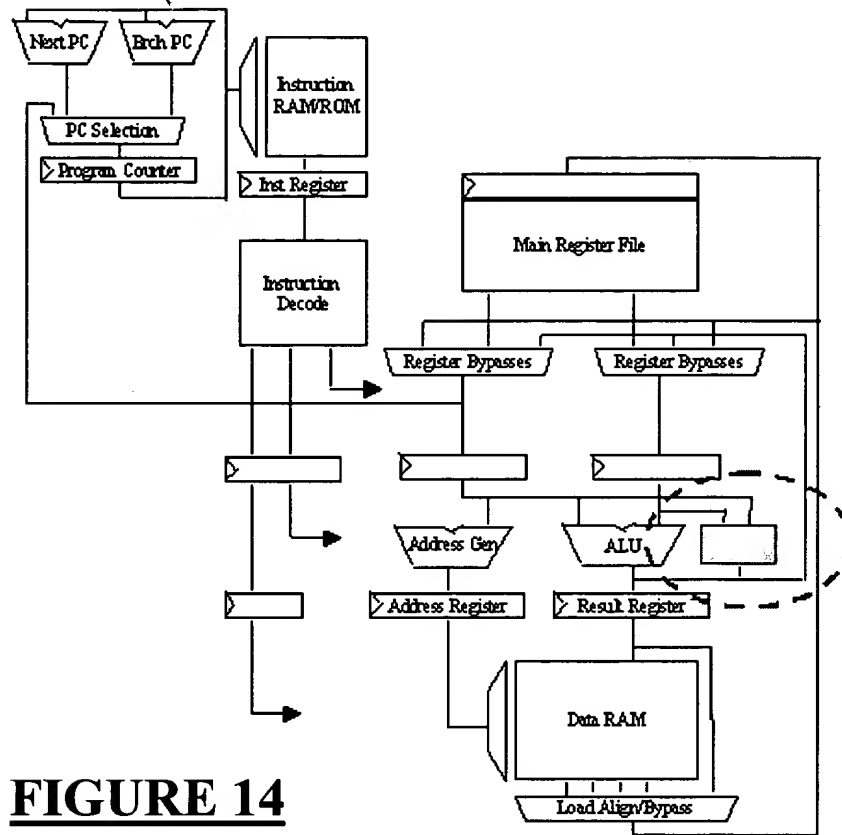 Next PC
Brch PC
Instruction
RAM/ROM
PC Selection
Program Counter
Inst Register
Main Register File
Instruction
Decode
Register Bypasses
Register Bypasses
Address Gen
ALU
Address Register
Result Register
Data RAM
Load Align/Bypass
FIGURE 14